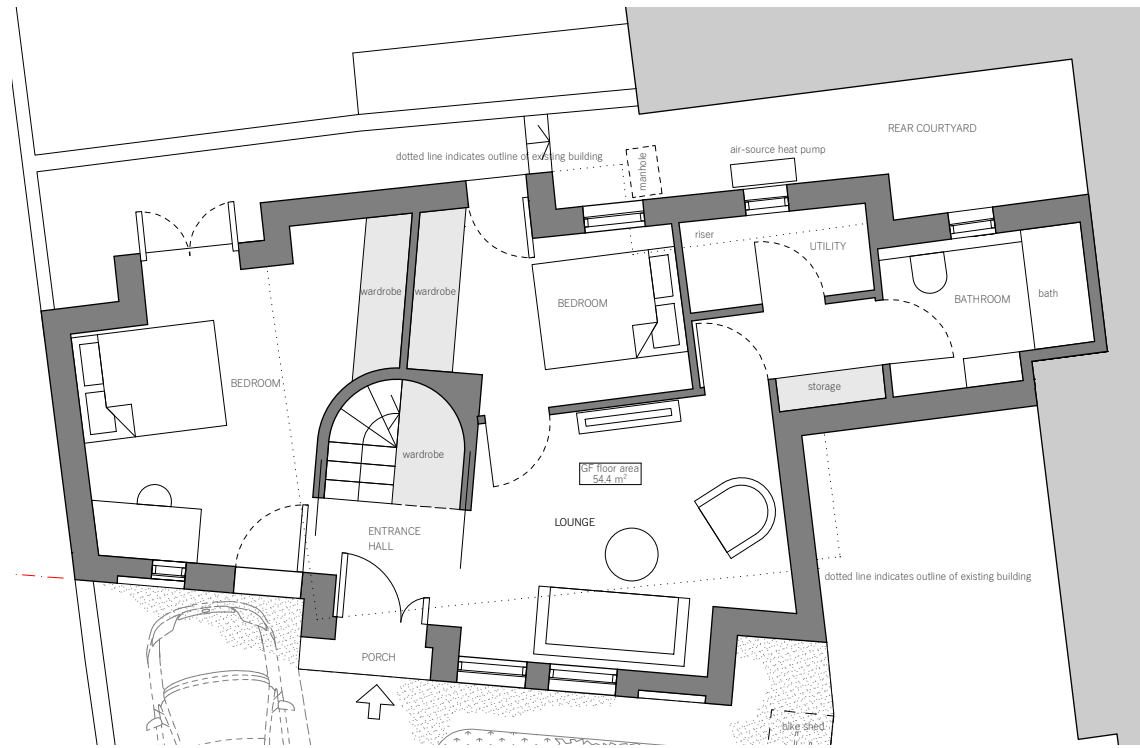 REAR COURTYARD
air-source heat pump
dotted line indicates outline of existing building
manhole
riser
UTILITY
wardrobe
wardrobe
BEDROOM
BATHROOM
bath
BEDROOM
storage
wardrobe
GF floor area
54.4 m²
LOUNGE
ENTRANCE
HALL
dotted line indicates outline of existing building
PORCH
bike shed